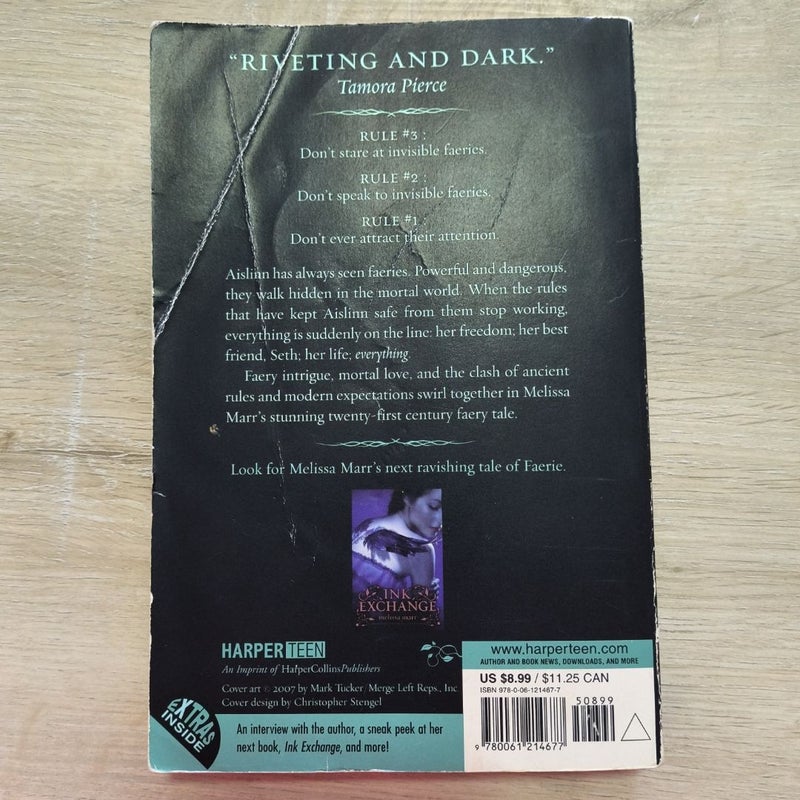 “RIVETING AND DARK.”
Tamora Pierce
RULE #3 :
Don't stare at invisible faeries.
RULE #2 :
Don't speak to invisible faeries.
RULE #1 :
Don't ever attract their attention.
Aislinn has always seen faeries. Powerful and dangerous,
they walk hidden in the mortal world. When the rules
that have kept Aislinn safe from them stop working,
everything is suddenly on the line: her freedom; her best
friend, Seth; her life; everything.
Faery intrigue, mortal love, and the clash of ancient
rules and modern expectations swirl together in Melissa
Marr's stunning twenty-first century faery tale.
Look for Melissa Marr's next ravishing tale of Faerie.
INK
EXCHANGE
melissa marr
HARPER TEEN
An Imprint of HarperCollinsPublishers
Cover art © 2007 by Mark Tucker/Merge Left Reps., Inc
Cover design by Christopher Stengel
EXTRAS
INSIDE
An interview with the author, a sneak peek at her
next book, Ink Exchange, and more!
www.harperteen.com
AUTHOR AND BOOK NEWS, DOWNLOADS, AND MORE
US $8.99 / $11.25 CAN
ISBN 978-0-06-121467-7
50899
9 780061 214677